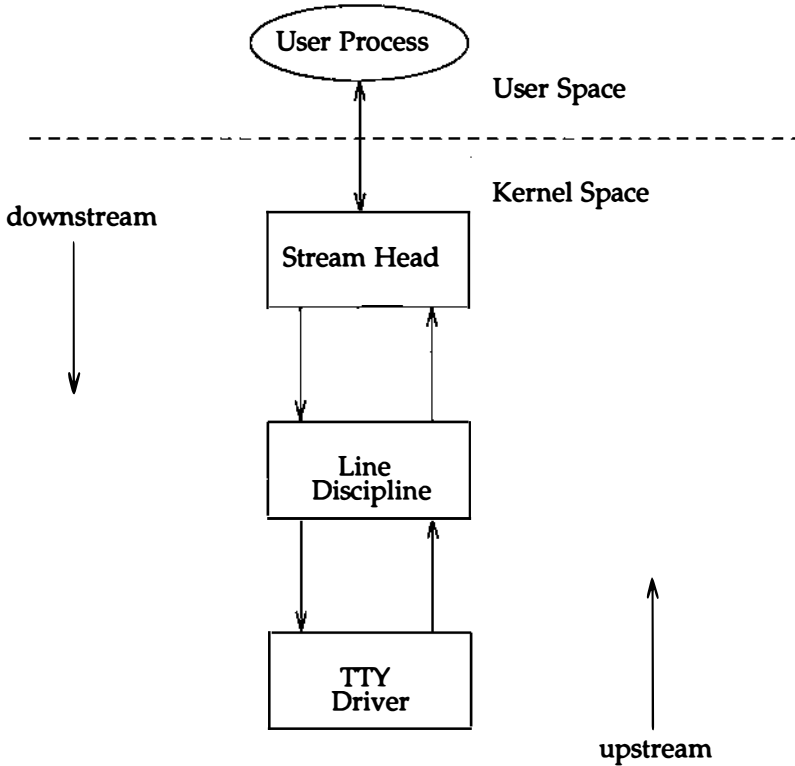 User Process
User Space
Kernel Space
downstream
Stream Head
Line
Discipline
TTY
Driver
upstream